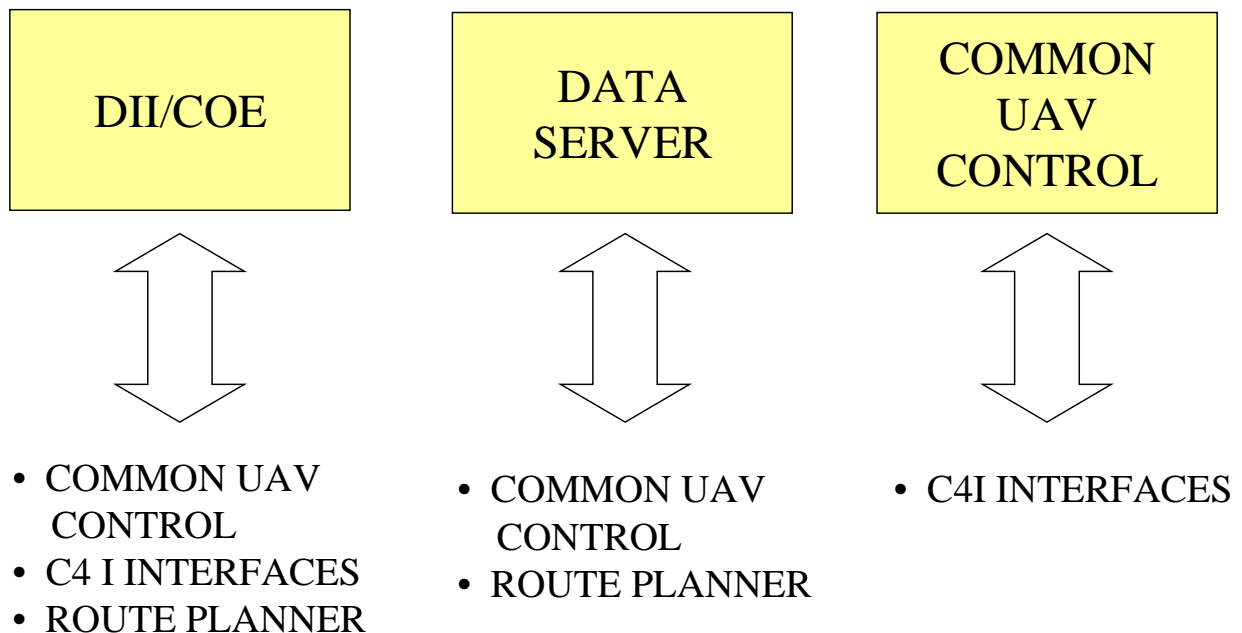 DII/COE
DATA
SERVER
COMMON
UAV
CONTROL
• COMMON UAV
CONTROL
• C4 I INTERFACES
• ROUTE PLANNER
• COMMON UAV
CONTROL
• ROUTE PLANNER
• C4I INTERFACES